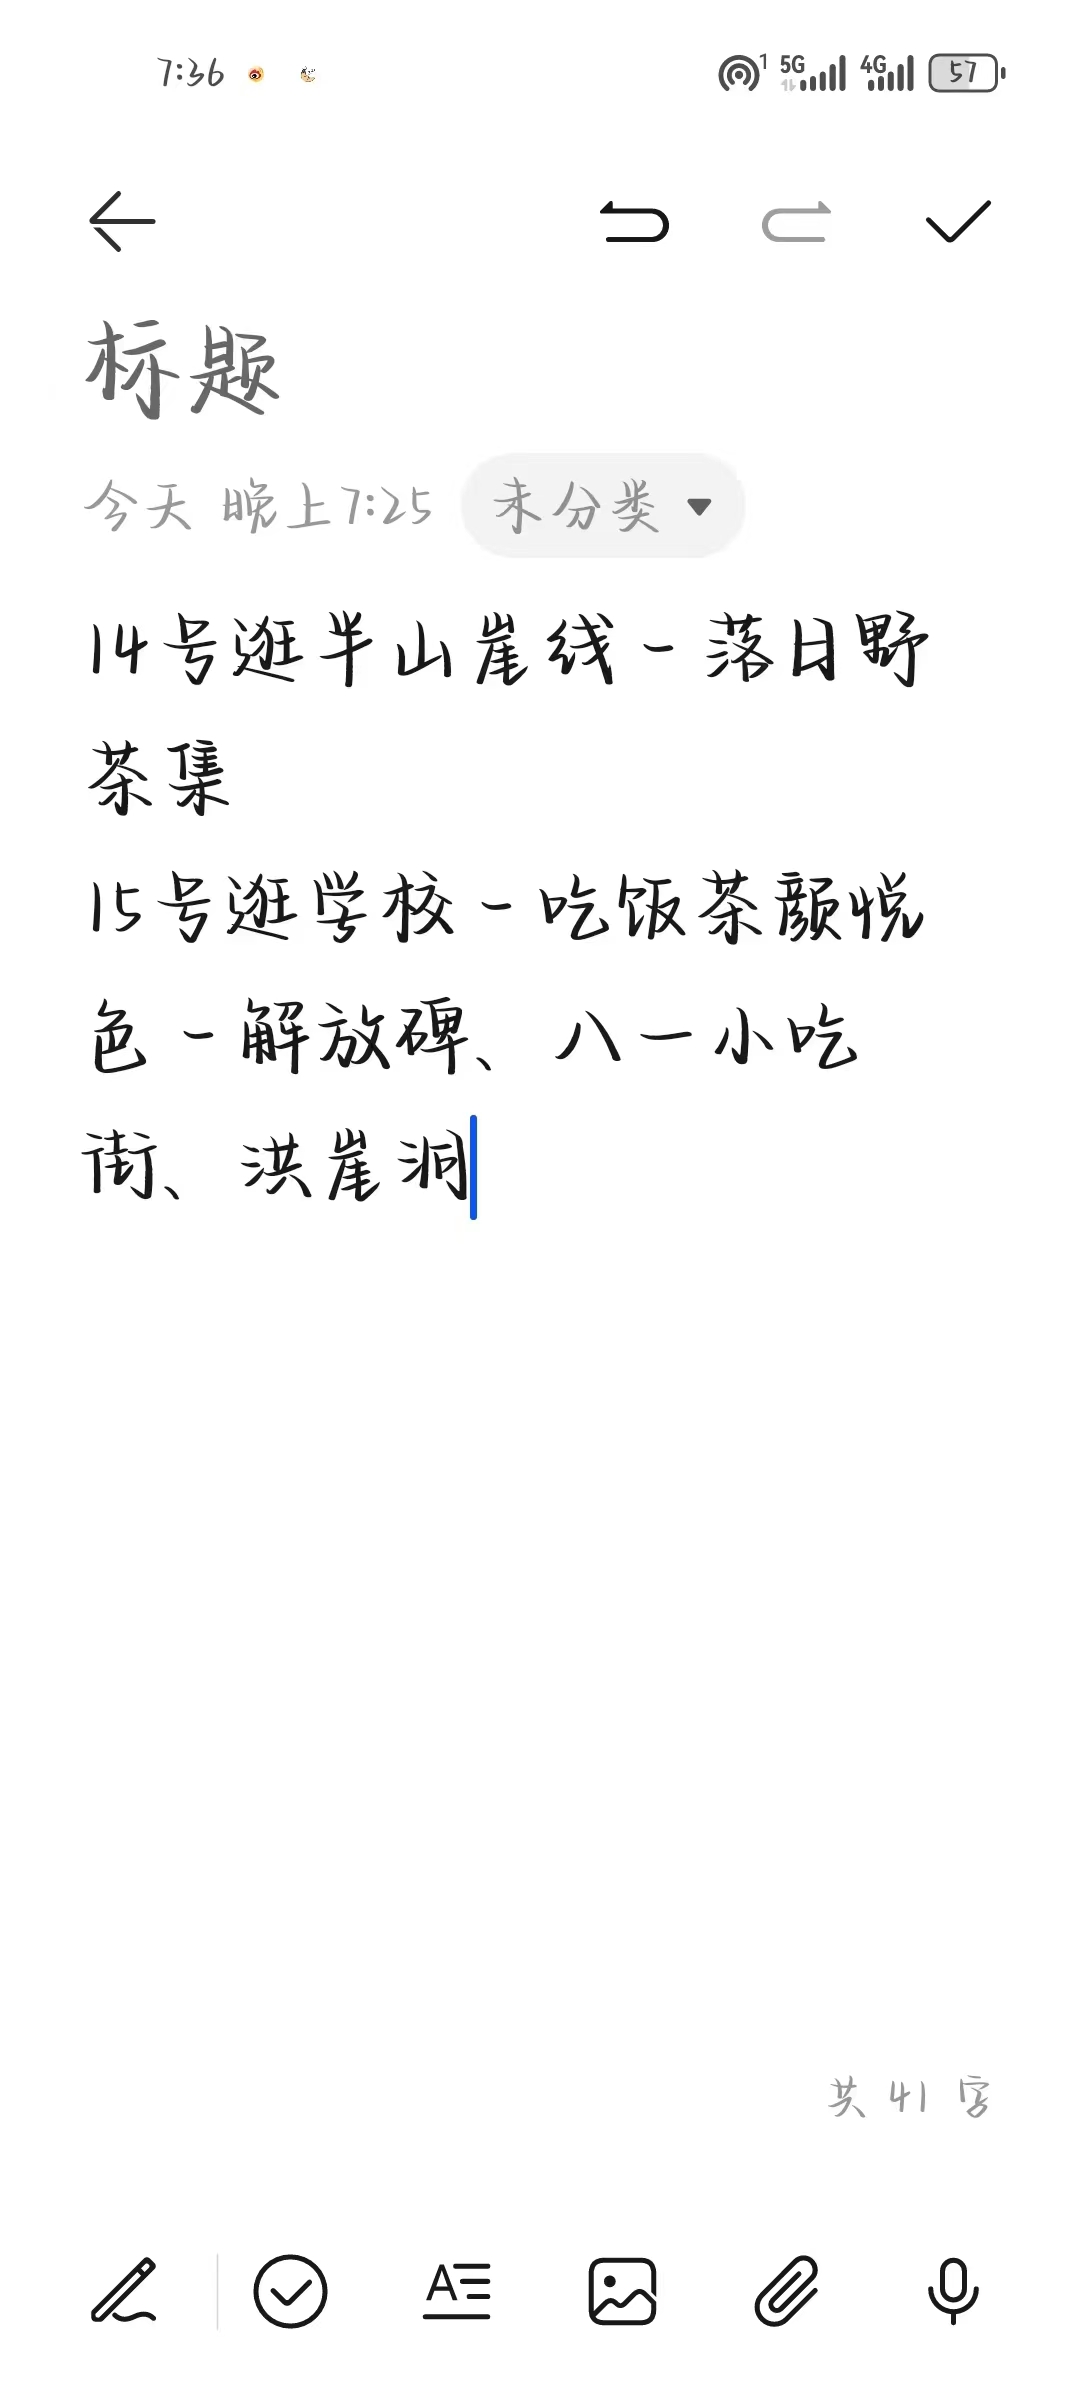 7:36
1 5G 4G 57
标题
今天 晚上7:25 未分类
14号逛半山崖线-落日野
茶集
15号逛学校-吃饭茶颜悦
色-解放碑、八一小吃
街、洪崖洞
共 41 字